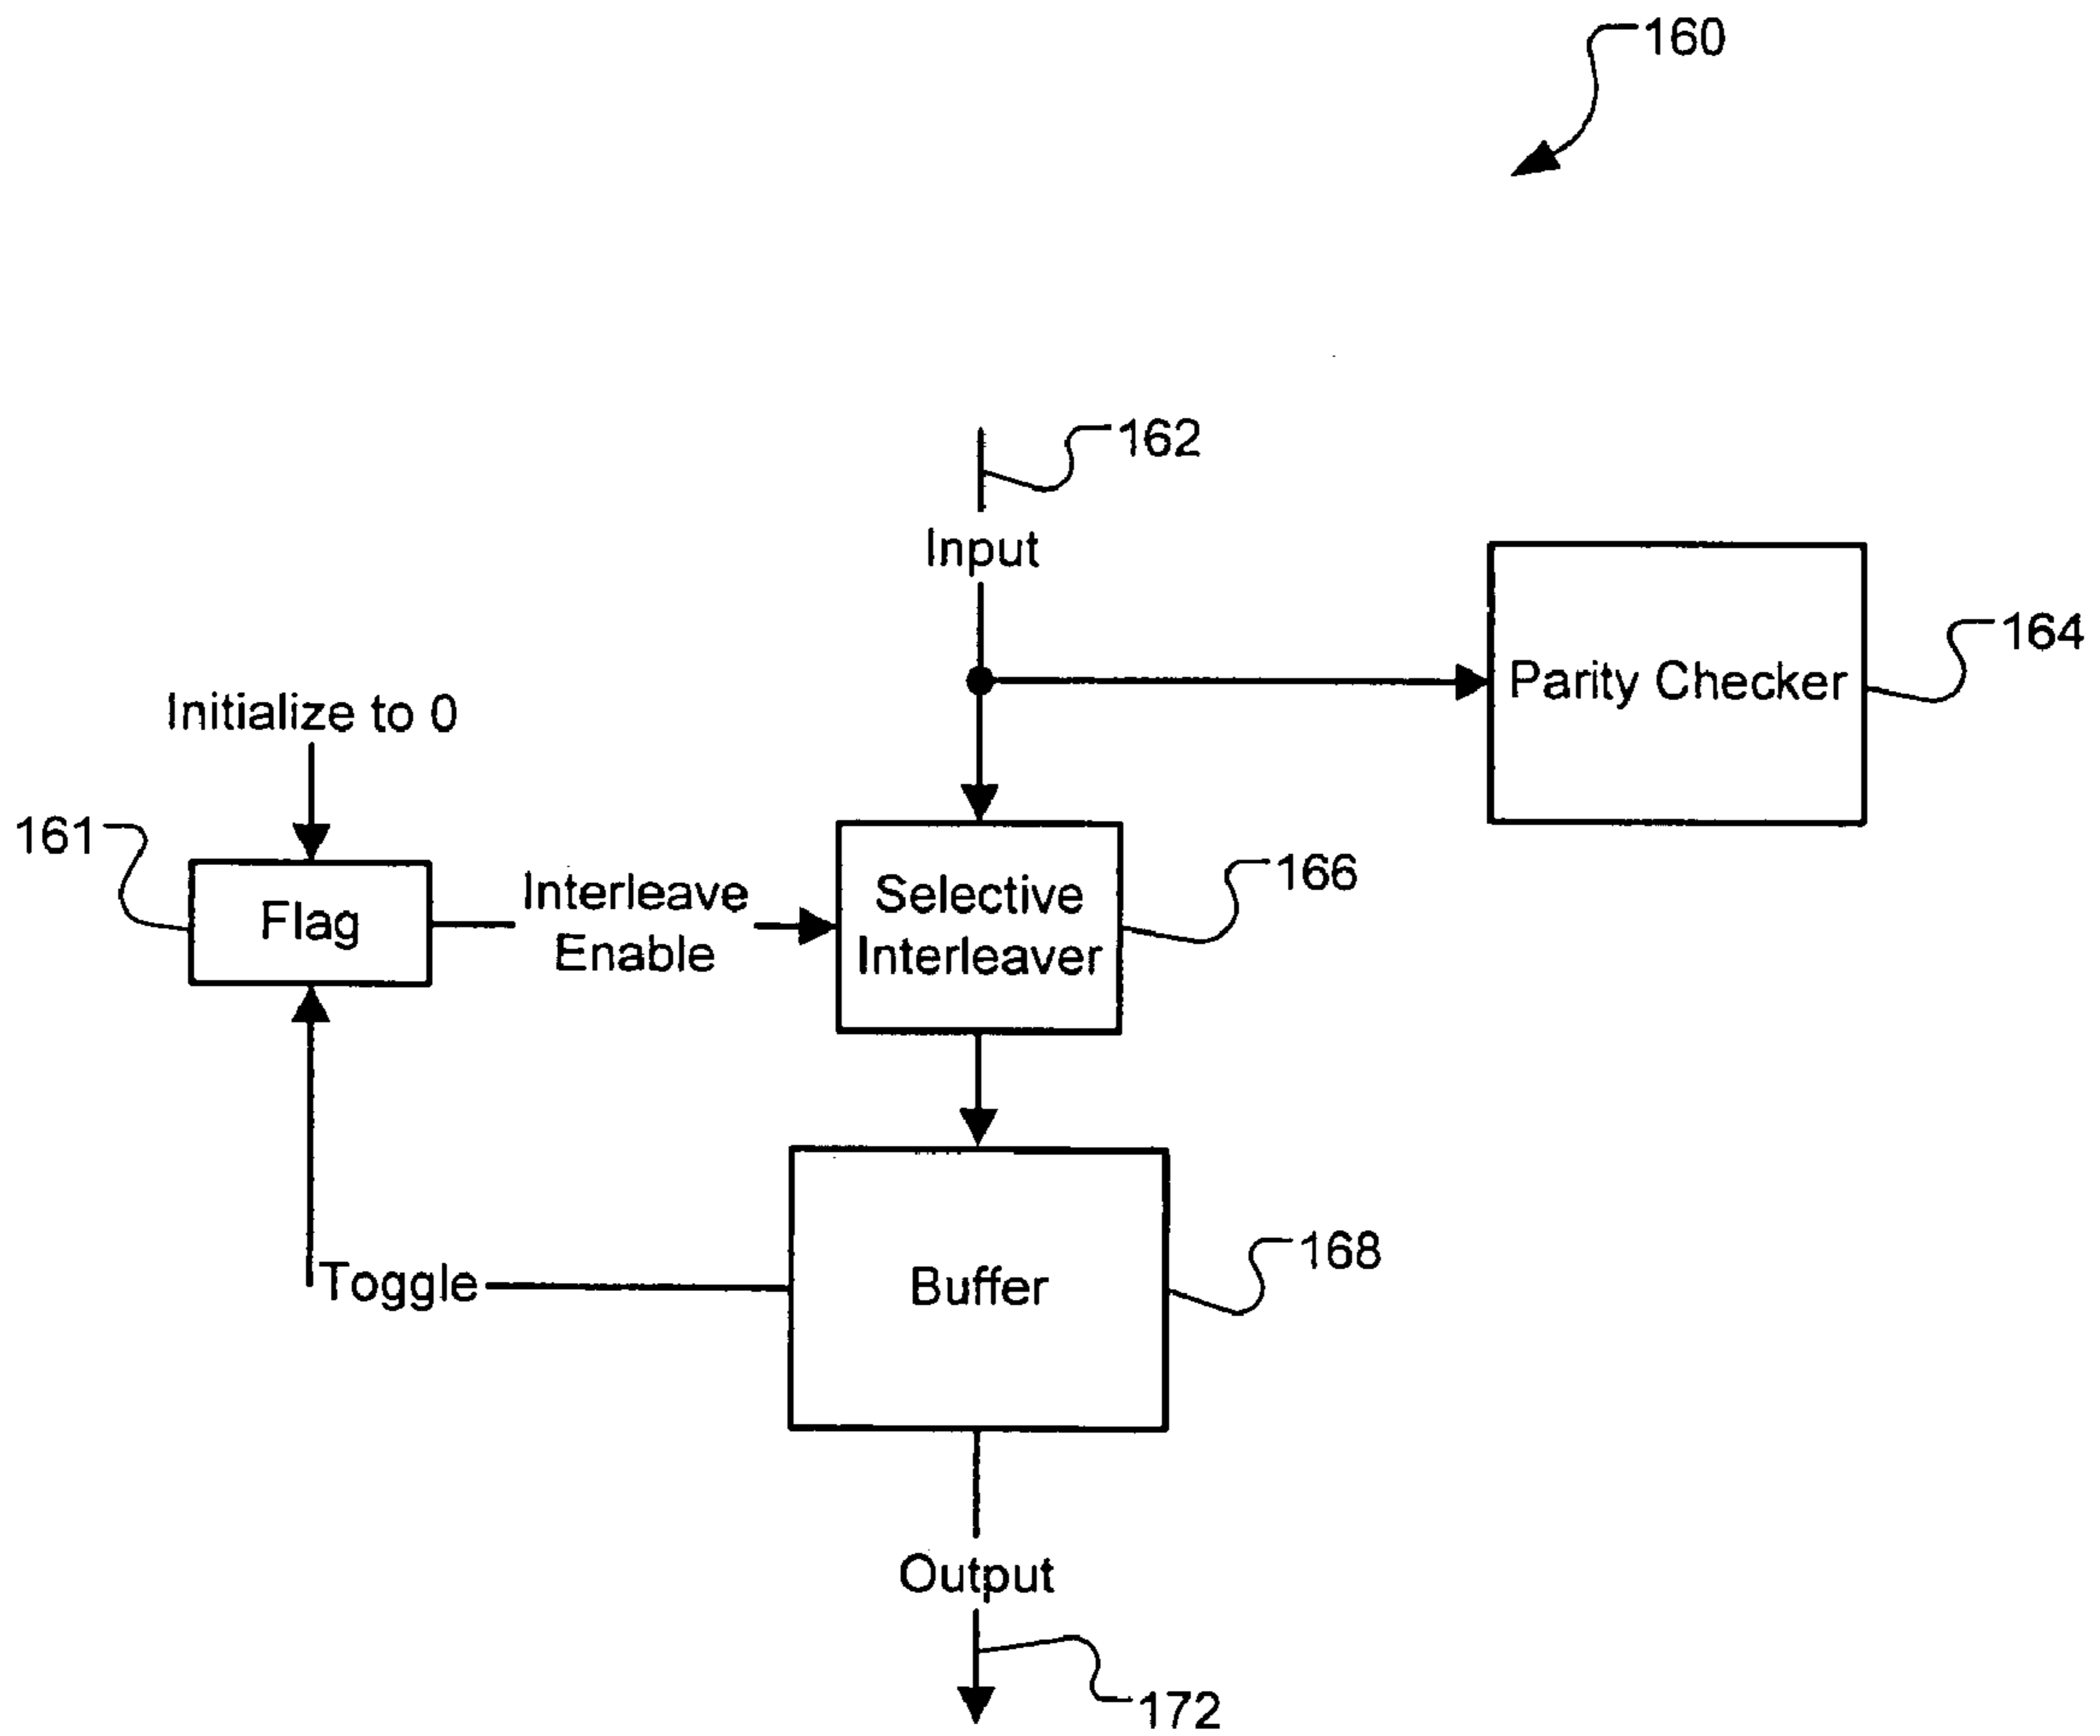 160
162
Input
164
Parity Checker
Initialize to 0
161
Flag
Interleave
Enable
Selective
Interleaver
166
Toggle
Buffer
168
Output
172